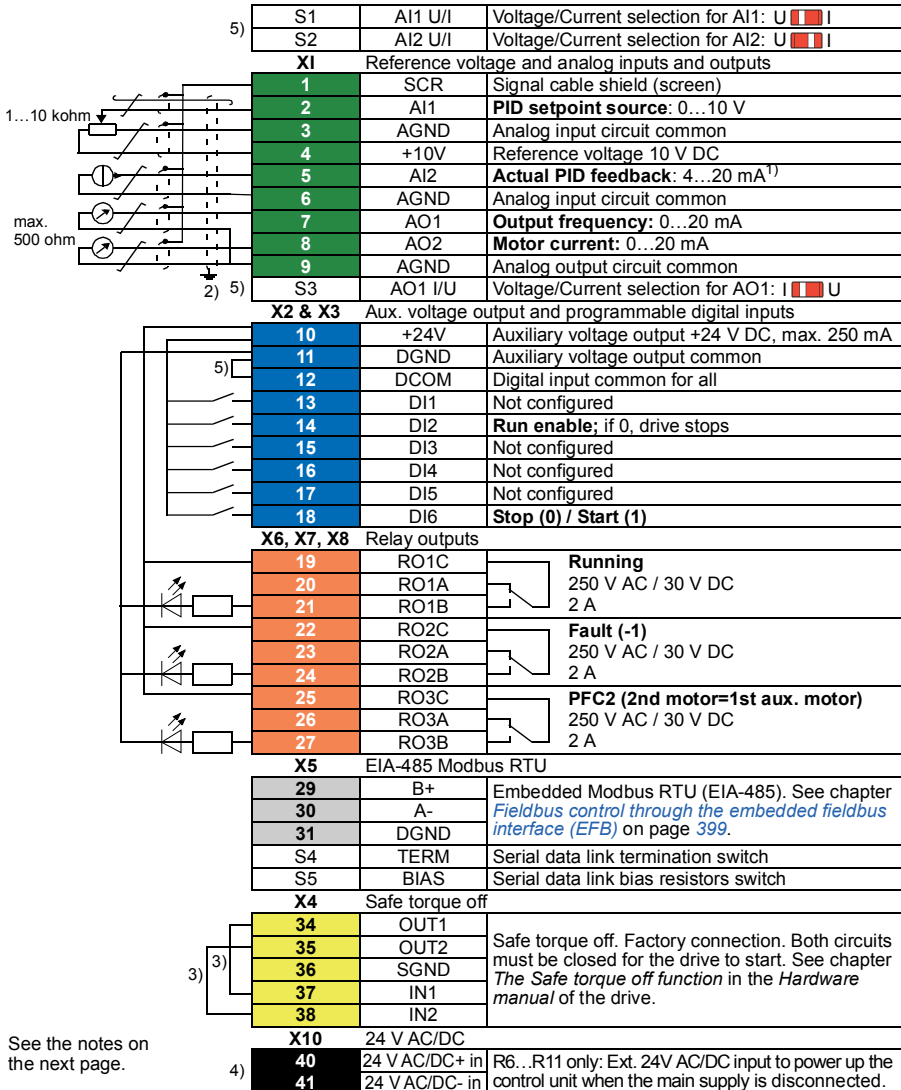 5)
S1 AI1 U/I Voltage/Current selection for AI1: U I
S2 AI2 U/I Voltage/Current selection for AI2: U I
XI Reference voltage and analog inputs and outputs
1 SCR Signal cable shield (screen)
1…10 kohm
2 AI1 PID setpoint source: 0…10 V
3 AGND Analog input circuit common
4 +10V Reference voltage 10 V DC
5 AI2 Actual PID feedback: 4…20 mA1)
6 AGND Analog input circuit common
max.
500 ohm
7 AO1 Output frequency: 0…20 mA
8 AO2 Motor current: 0…20 mA
9 AGND Analog output circuit common
2) 5)
S3 AO1 I/U Voltage/Current selection for AO1: I U
X2 & X3 Aux. voltage output and programmable digital inputs
10 +24V Auxiliary voltage output +24 V DC, max. 250 mA
11 DGND Auxiliary voltage output common
5)
12 DCOM Digital input common for all
13 DI1 Not configured
14 DI2 Run enable; if 0, drive stops
15 DI3 Not configured
16 DI4 Not configured
17 DI5 Not configured
18 DI6 Stop (0) / Start (1)
X6, X7, X8 Relay outputs
19 RO1C Running
20 RO1A 250 V AC / 30 V DC
21 RO1B 2 A
22 RO2C Fault (-1)
23 RO2A 250 V AC / 30 V DC
24 RO2B 2 A
25 RO3C PFC2 (2nd motor=1st aux. motor)
26 RO3A 250 V AC / 30 V DC
27 RO3B 2 A
X5 EIA-485 Modbus RTU
29 B+
30 A-
31 DGND
Embedded Modbus RTU (EIA-485). See chapter
Fieldbus control through the embedded fieldbus
interface (EFB) on page 399.
S4 TERM Serial data link termination switch
S5 BIAS Serial data link bias resistors switch
X4 Safe torque off
34 OUT1
35 OUT2
36 SGND
37 IN1
38 IN2
3) 3)
Safe torque off. Factory connection. Both circuits
must be closed for the drive to start. See chapter
The Safe torque off function in the Hardware
manual of the drive.
X10 24 V AC/DC
See the notes on
the next page.
4)
40 24 V AC/DC+ in
41 24 V AC/DC- in
R6…R11 only: Ext. 24V AC/DC input to power up the
control unit when the main supply is disconnected.